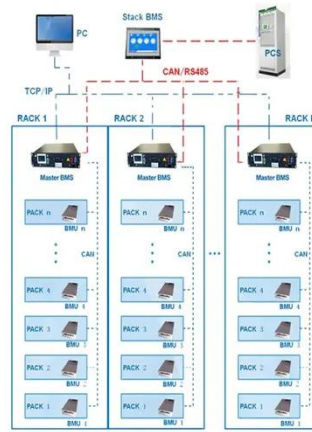 PC
Stack BMS
PCS
CAN/RS485
TCP/IP
RACK 1
RACK 2
RACK
Master BMS
Master BMS
Master BMS
PACK n
BMU n
PACK n
BMU n
PACK n
BMU n
CAN
CAN
CAN
...
PACK 4
BMU 4
PACK 4
BMU 4
PACK 4
BMU 4
PACK 3
BMU 3
PACK 3
BMU 3
PACK 3
BMU 3
PACK 2
BMU 2
PACK 2
BMU 2
PACK 2
BMU 2
PACK 1
BMU 1
PACK 1
BMU 1
PACK 1
BMU 1